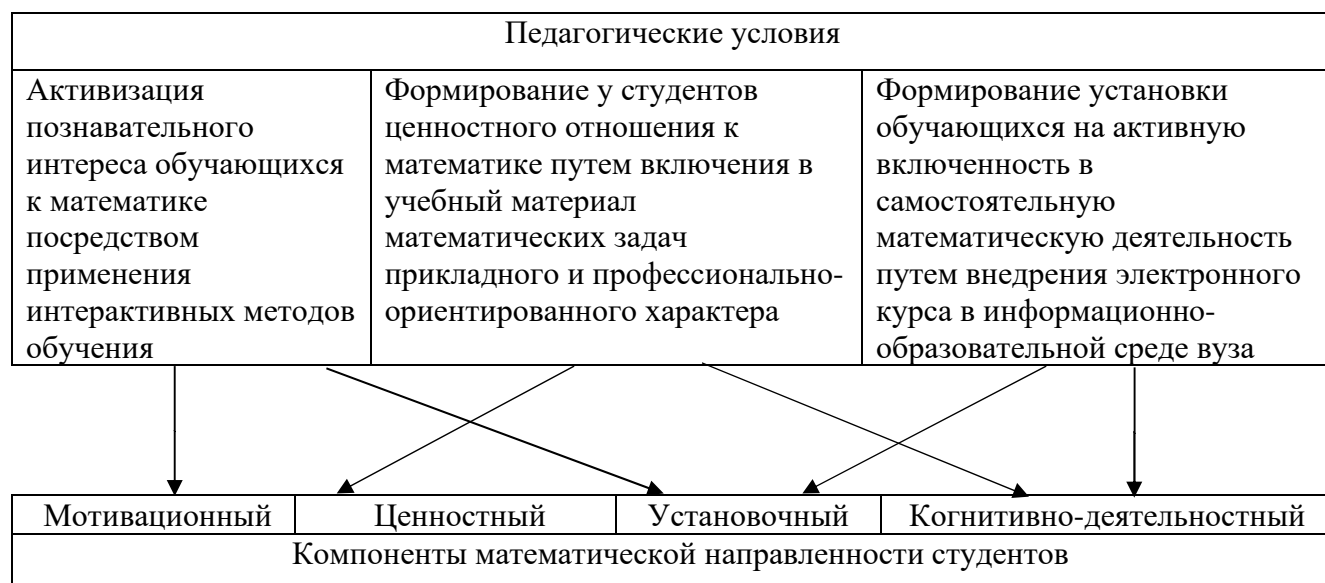 Педагогические условия
Активизация
познавательного
интереса обучающихся
к математике
посредством
применения
интерактивных методов
обучения
Формирование у студентов
ценностного отношения к
математике путем включения в
учебный материал
математических задач
прикладного и профессионально-
ориентированного характера
Формирование установки
обучающихся на активную
включенность в
самостоятельную
математическую деятельность
путем внедрения электронного
курса в информационно-
образовательной среде вуза
Мотивационный
Ценностный
Установочный
Когнитивно-деятельностный
Компоненты математической направленности студентов